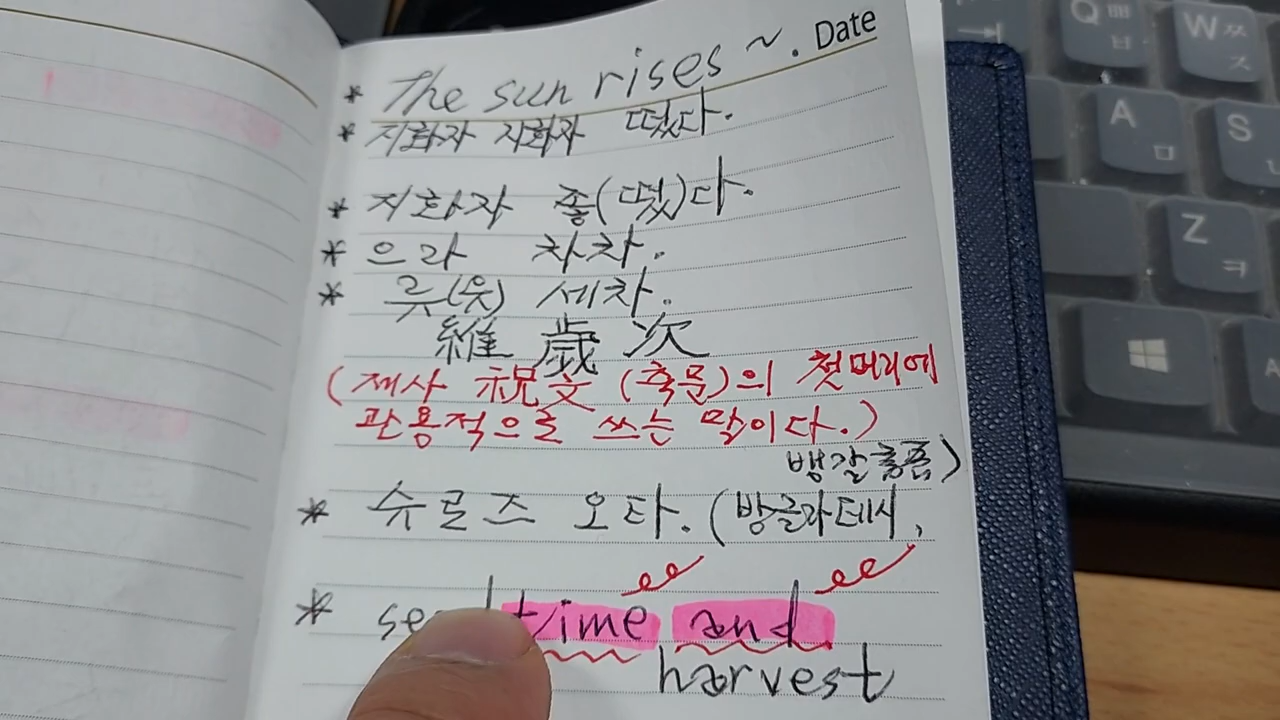 Date
* The sun rises ~.
* 지화자 지화자 떴다.
* 지화자 좋(떴)다.
* 으라 차차.
* 류(유) 세차.
維歲次
(제사 祝文 (축문)의 첫머리에
관용적으로 쓰는 말이다.)
* 슈르즈 오타. (방글라데시,
뱅갈
* time and
harvest
Q ㅃ ㅂ
W ㅉ ㅈ
A ㅁ
S
Z ㅋ